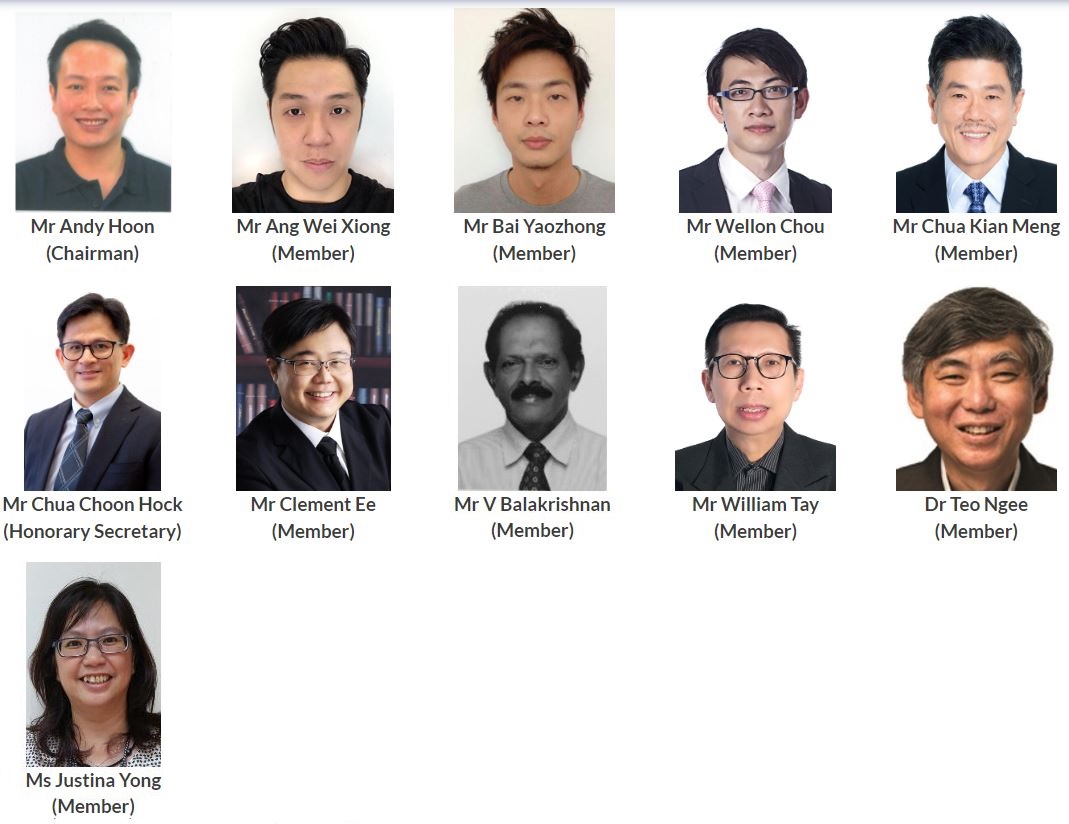 Mr Andy Hoon
(Chairman)
Mr Ang Wei Xiong
(Member)
Mr Bai Yaozhong
(Member)
Mr Wellon Chou
(Member)
Mr Chua Kian Meng
(Member)
Mr Chua Choon Hock
(Honorary Secretary)
Mr Clement Ee
(Member)
Mr V Balakrishnan
(Member)
Mr William Tay
(Member)
Dr Teo Ngee
(Member)
Ms Justina Yong
(Member)